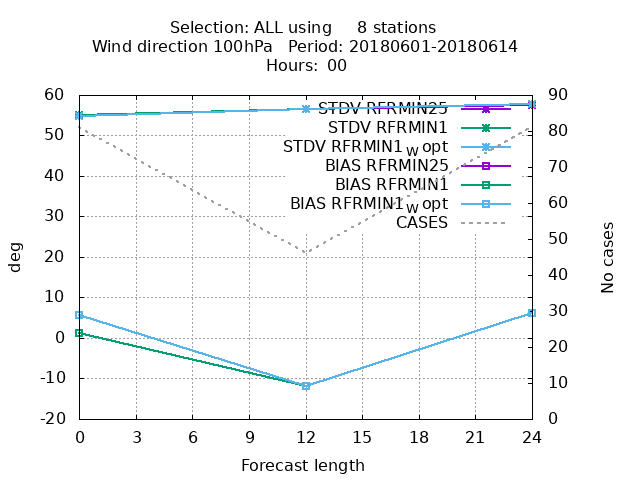 Selection: ALL using 8 stations
Wind direction 100hPa Period: 20180601-20180614
Hours: 00
60
50
40
30
20
10
0
-10
-20
deg
90
80
70
60
50
40
30
20
10
0
No cases
STDV RFRMIN25
STDV RFRMIN1
STDV RFRMIN1_W opt
BIAS RFRMIN25
BIAS RFRMIN1
BIAS RFRMIN1_W opt
CASES
0 3 6 9 12 15 18 21 24
Forecast length